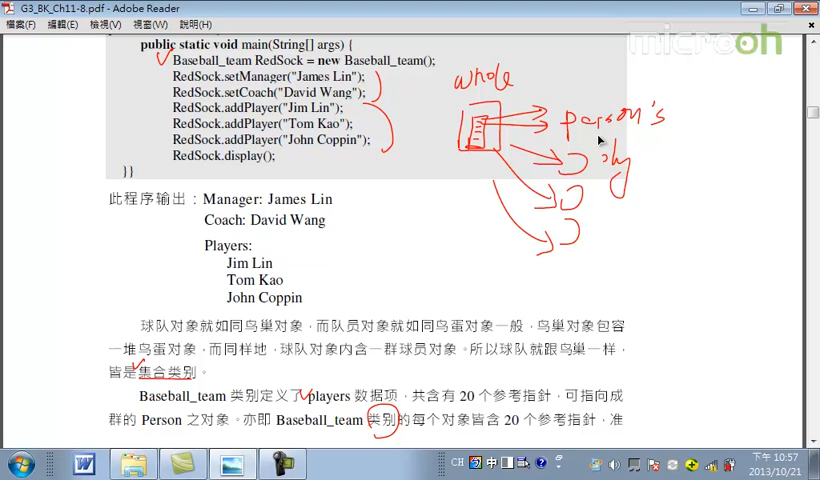 G3_BK_Ch11-8.pdf - Adobe Reader
檔案(F) 編輯(E) 檢視(V) 視窗(W) 說明(H)
microoh
public static void main(String[] args) {
Baseball_team RedSock = new Baseball_team();
RedSock.setManager("James Lin");
RedSock.setCoach("David Wang");
RedSock.addPlayer("Jim Lin");
RedSock.addPlayer("Tom Kao");
RedSock.addPlayer("John Coppin");
RedSock.display();
}}
whole
person's
obj
此程序输出：Manager: James Lin
Coach: David Wang
Players:
Jim Lin
Tom Kao
John Coppin
球队对象就如同鸟巢对象，而队员对象就如同鸟蛋对象一般，鸟巢对象包容
一堆鸟蛋对象，而同样地，球队对象内含一群球员对象。所以球队就跟鸟巢一样，
皆是集合类别。
Baseball_team 类别定义了 players 数据项，共含有 20 个参考指針，可指向成
群的 Person 之对象。亦即 Baseball_team 类别的每个对象皆含 20 个参考指針，准
CH 中
下午 10:57
2013/10/21